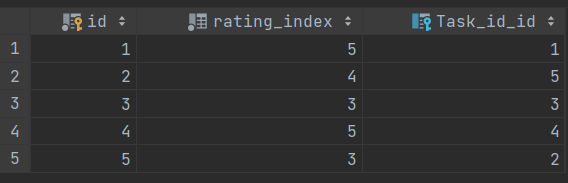 id rating_index Task_id_id
1 1 5 1
2 2 4 5
3 3 3 3
4 4 5 4
5 5 3 2